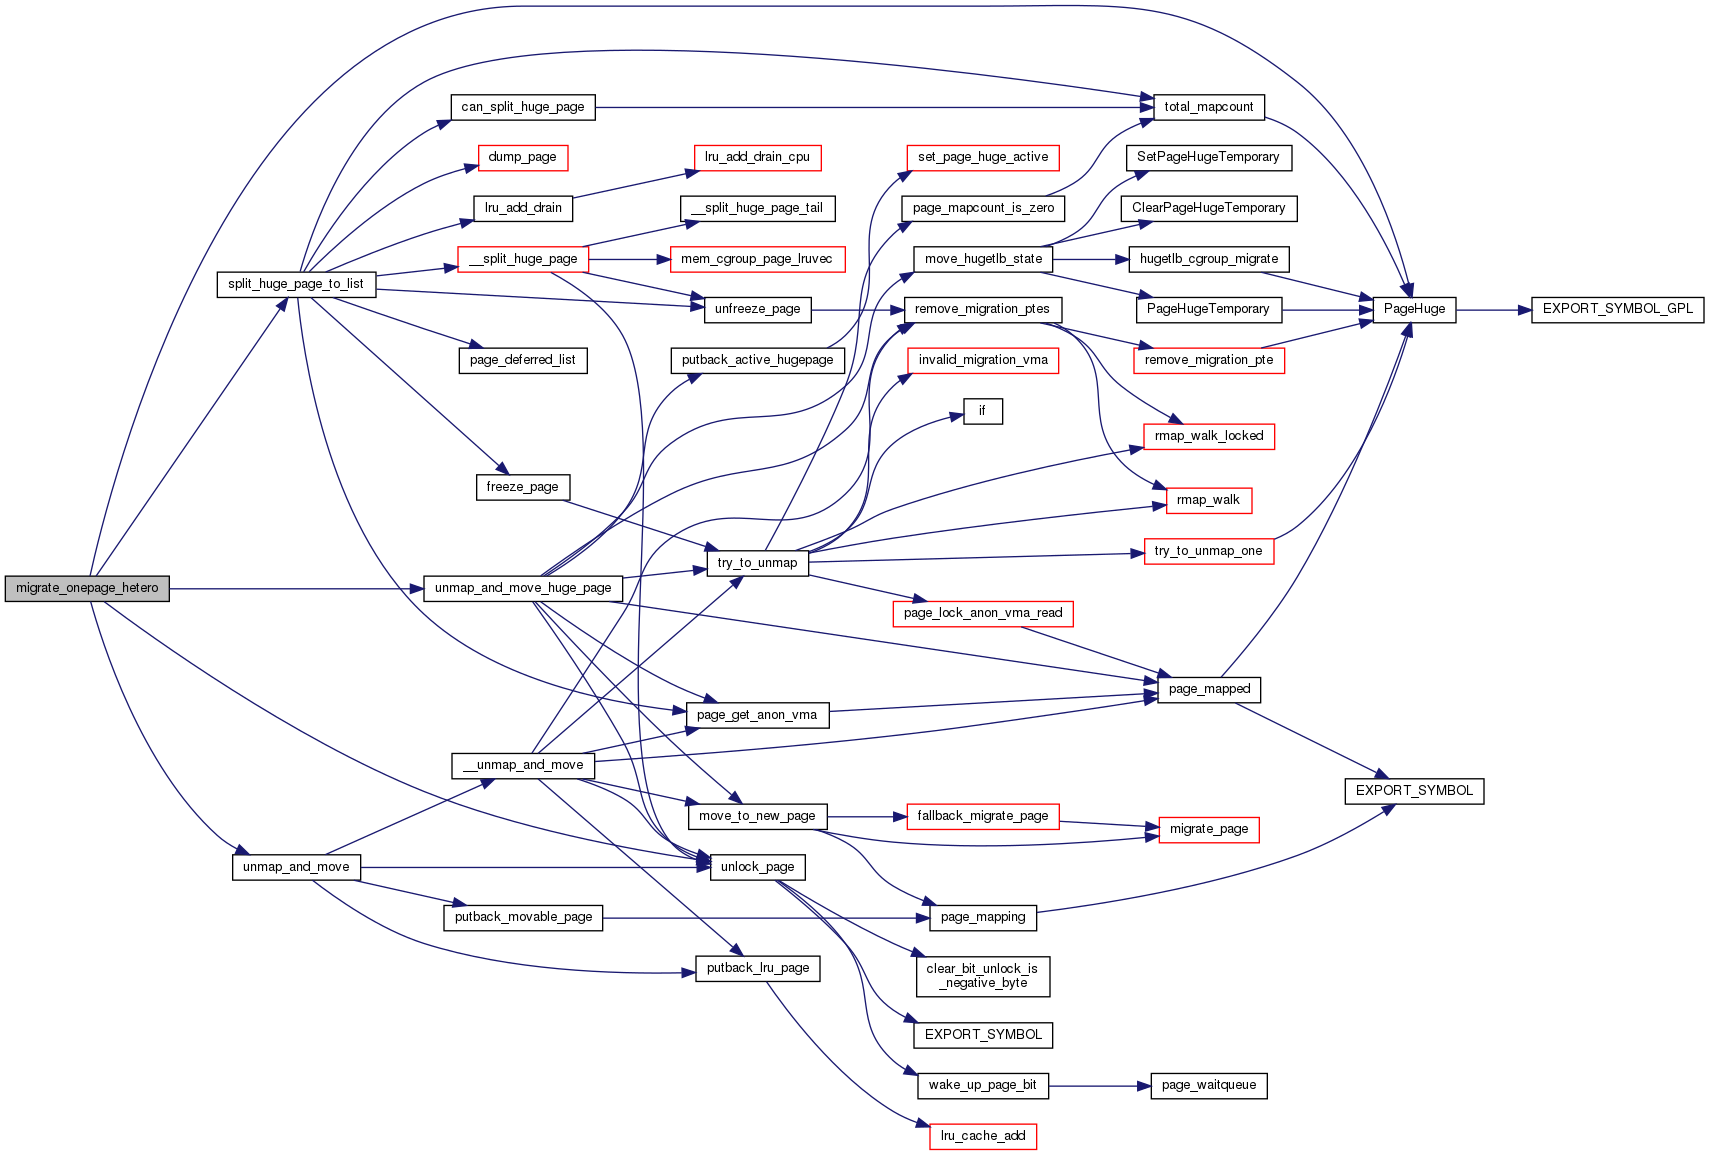 can_split_huge_page
total_mapcount
dump_page
lru_add_drain_cpu
set_page_huge_active
SetPageHugeTemporary
lru_add_drain
__split_huge_page_tail
page_mapcount_is_zero
ClearPageHugeTemporary
split_huge_page_to_list
__split_huge_page
mem_cgroup_page_lruvec
move_hugetlb_state
hugetlb_cgroup_migrate
unfreeze_page
remove_migration_ptes
PageHugeTemporary
PageHuge
EXPORT_SYMBOL_GPL
page_deferred_list
putback_active_hugepage
invalid_migration_vma
remove_migration_pte
if
rmap_walk_locked
freeze_page
rmap_walk
try_to_unmap
try_to_unmap_one
migrate_onepage_hetero
unmap_and_move_huge_page
page_lock_anon_vma_read
page_mapped
page_get_anon_vma
__unmap_and_move
EXPORT_SYMBOL
move_to_new_page
fallback_migrate_page
migrate_page
unmap_and_move
unlock_page
putback_movable_page
page_mapping
putback_lru_page
clear_bit_unlock_is
_negative_byte
EXPORT_SYMBOL
wake_up_page_bit
page_waitqueue
lru_cache_add